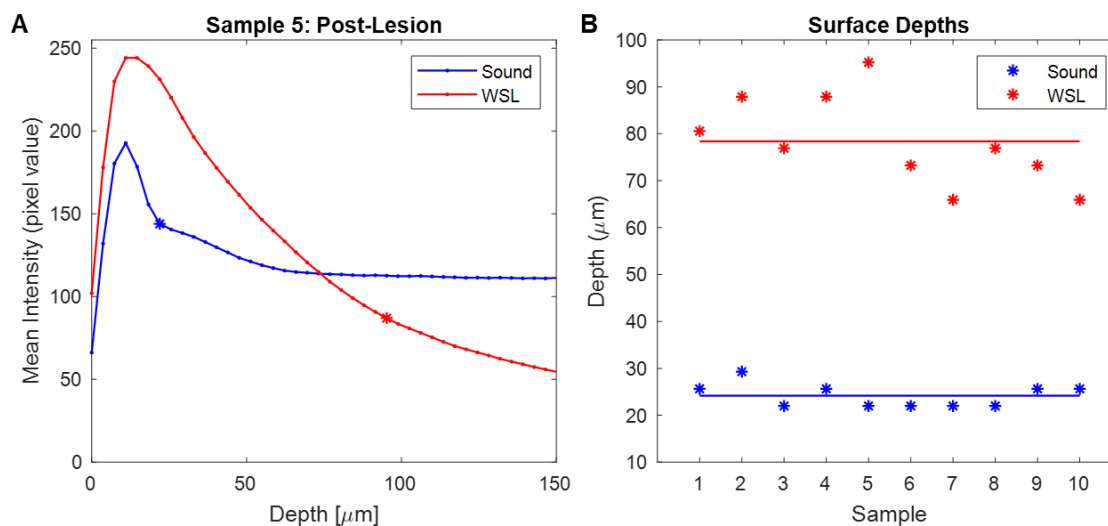 A
Sample 5: Post-Lesion
250
200
150
100
50
0
Mean Intensity (pixel value)
Sound
WSL
0 50 100 150
Depth [μm]
B
Surface Depths
100
90
80
70
60
50
40
30
20
10
Depth (μm)
Sound
WSL
1 2 3 4 5 6 7 8 9 10
Sample